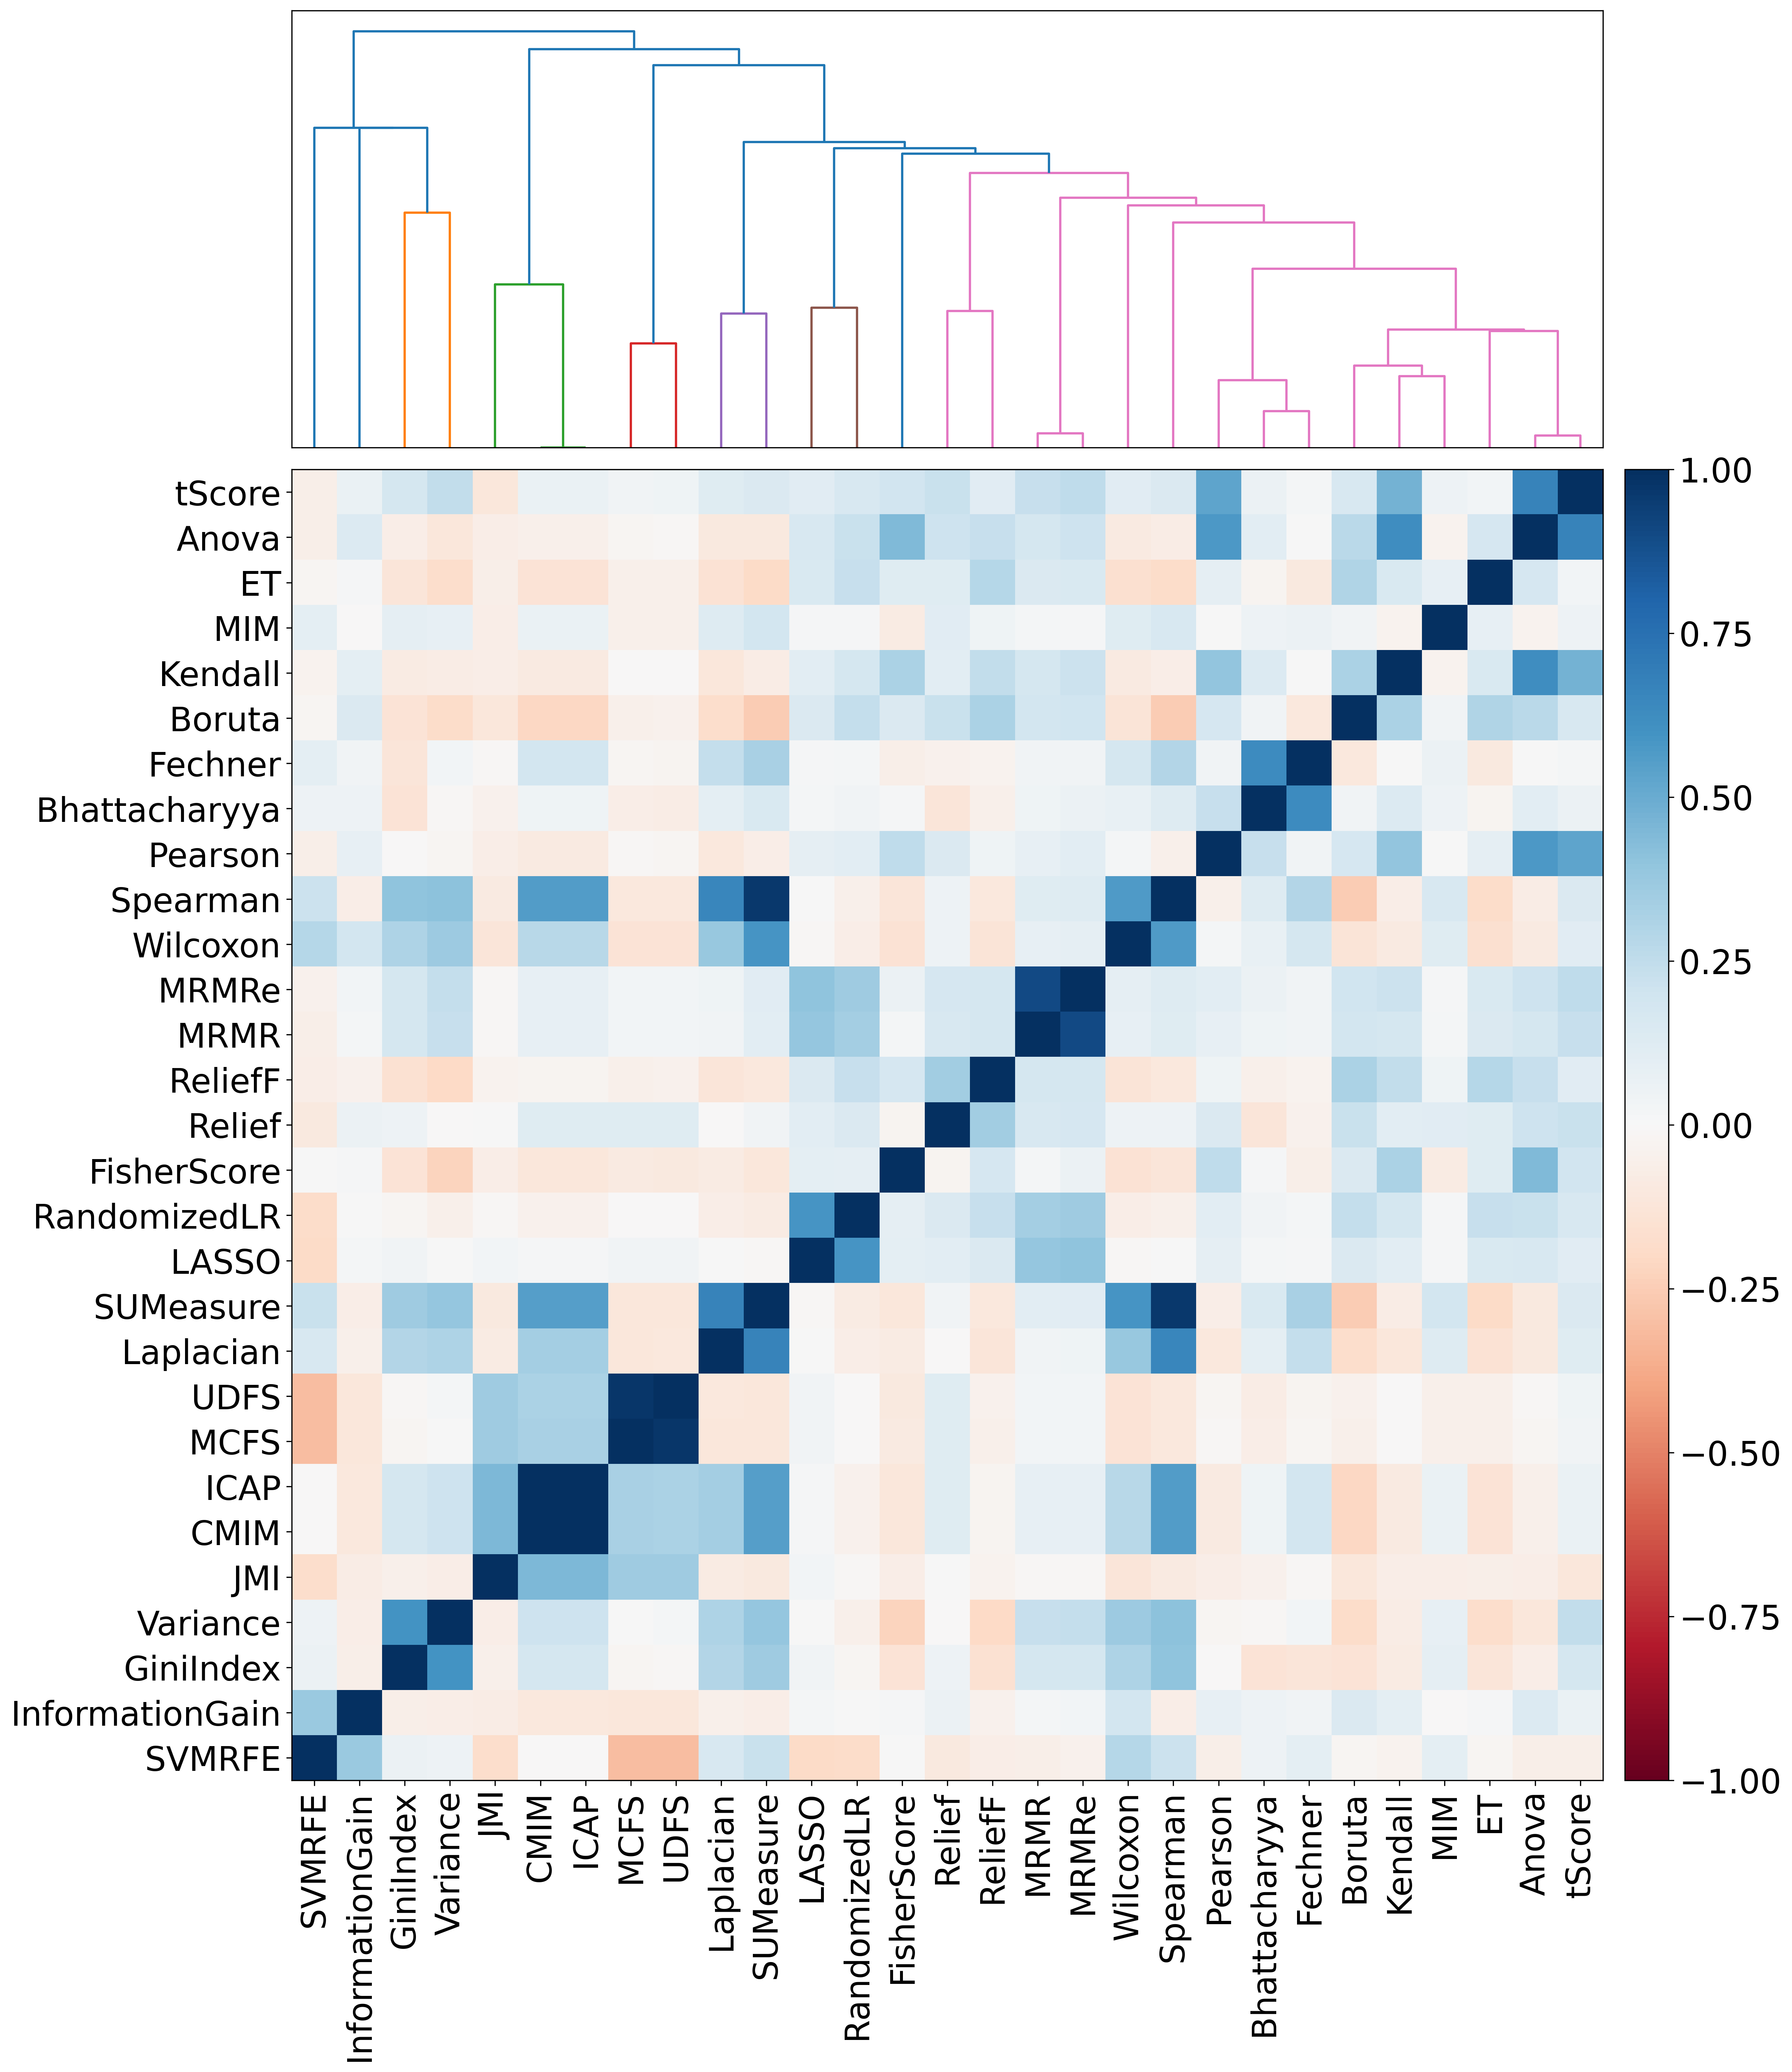 tScore
Anova
ET
MIM
Kendall
Boruta
Fechner
Bhattacharyya
Pearson
Spearman
Wilcoxon
MRMRe
MRMR
ReliefF
Relief
FisherScore
RandomizedLR
LASSO
SUMeasure
Laplacian
UDFS
MCFS
ICAP
CMIM
JMI
Variance
GiniIndex
InformationGain
SVMRFE
1.00
0.75
0.50
0.25
0.00
−0.25
−0.50
−0.75
−1.00
SVMRFE
InformationGain
GiniIndex
Variance
JMI
CMIM
ICAP
MCFS
UDFS
Laplacian
SUMeasure
LASSO
RandomizedLR
FisherScore
Relief
ReliefF
MRMR
MRMRe
Wilcoxon
Spearman
Pearson
Bhattacharyya
Fechner
Boruta
Kendall
MIM
ET
Anova
tScore